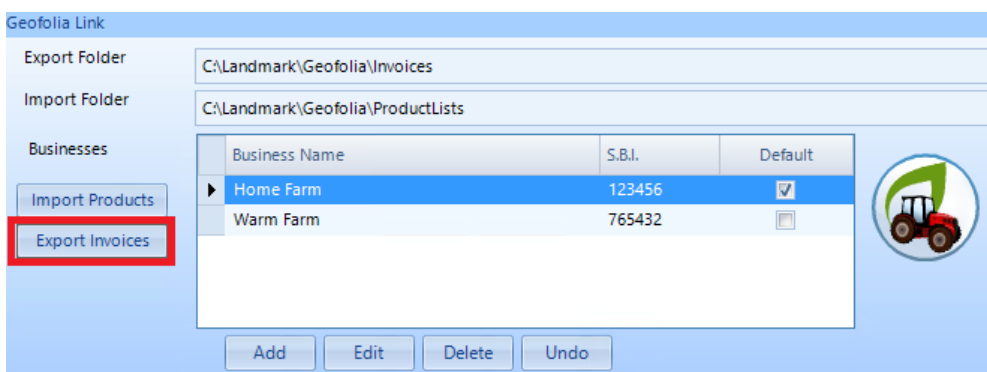 Geofolia Link
Export Folder
C:\Landmark\Geofolia\Invoices
Import Folder
C:\Landmark\Geofolia\ProductLists
Businesses
Business Name S.B.I. Default
Home Farm 123456
Warm Farm 765432
Import Products
Export Invoices
Add Edit Delete Undo